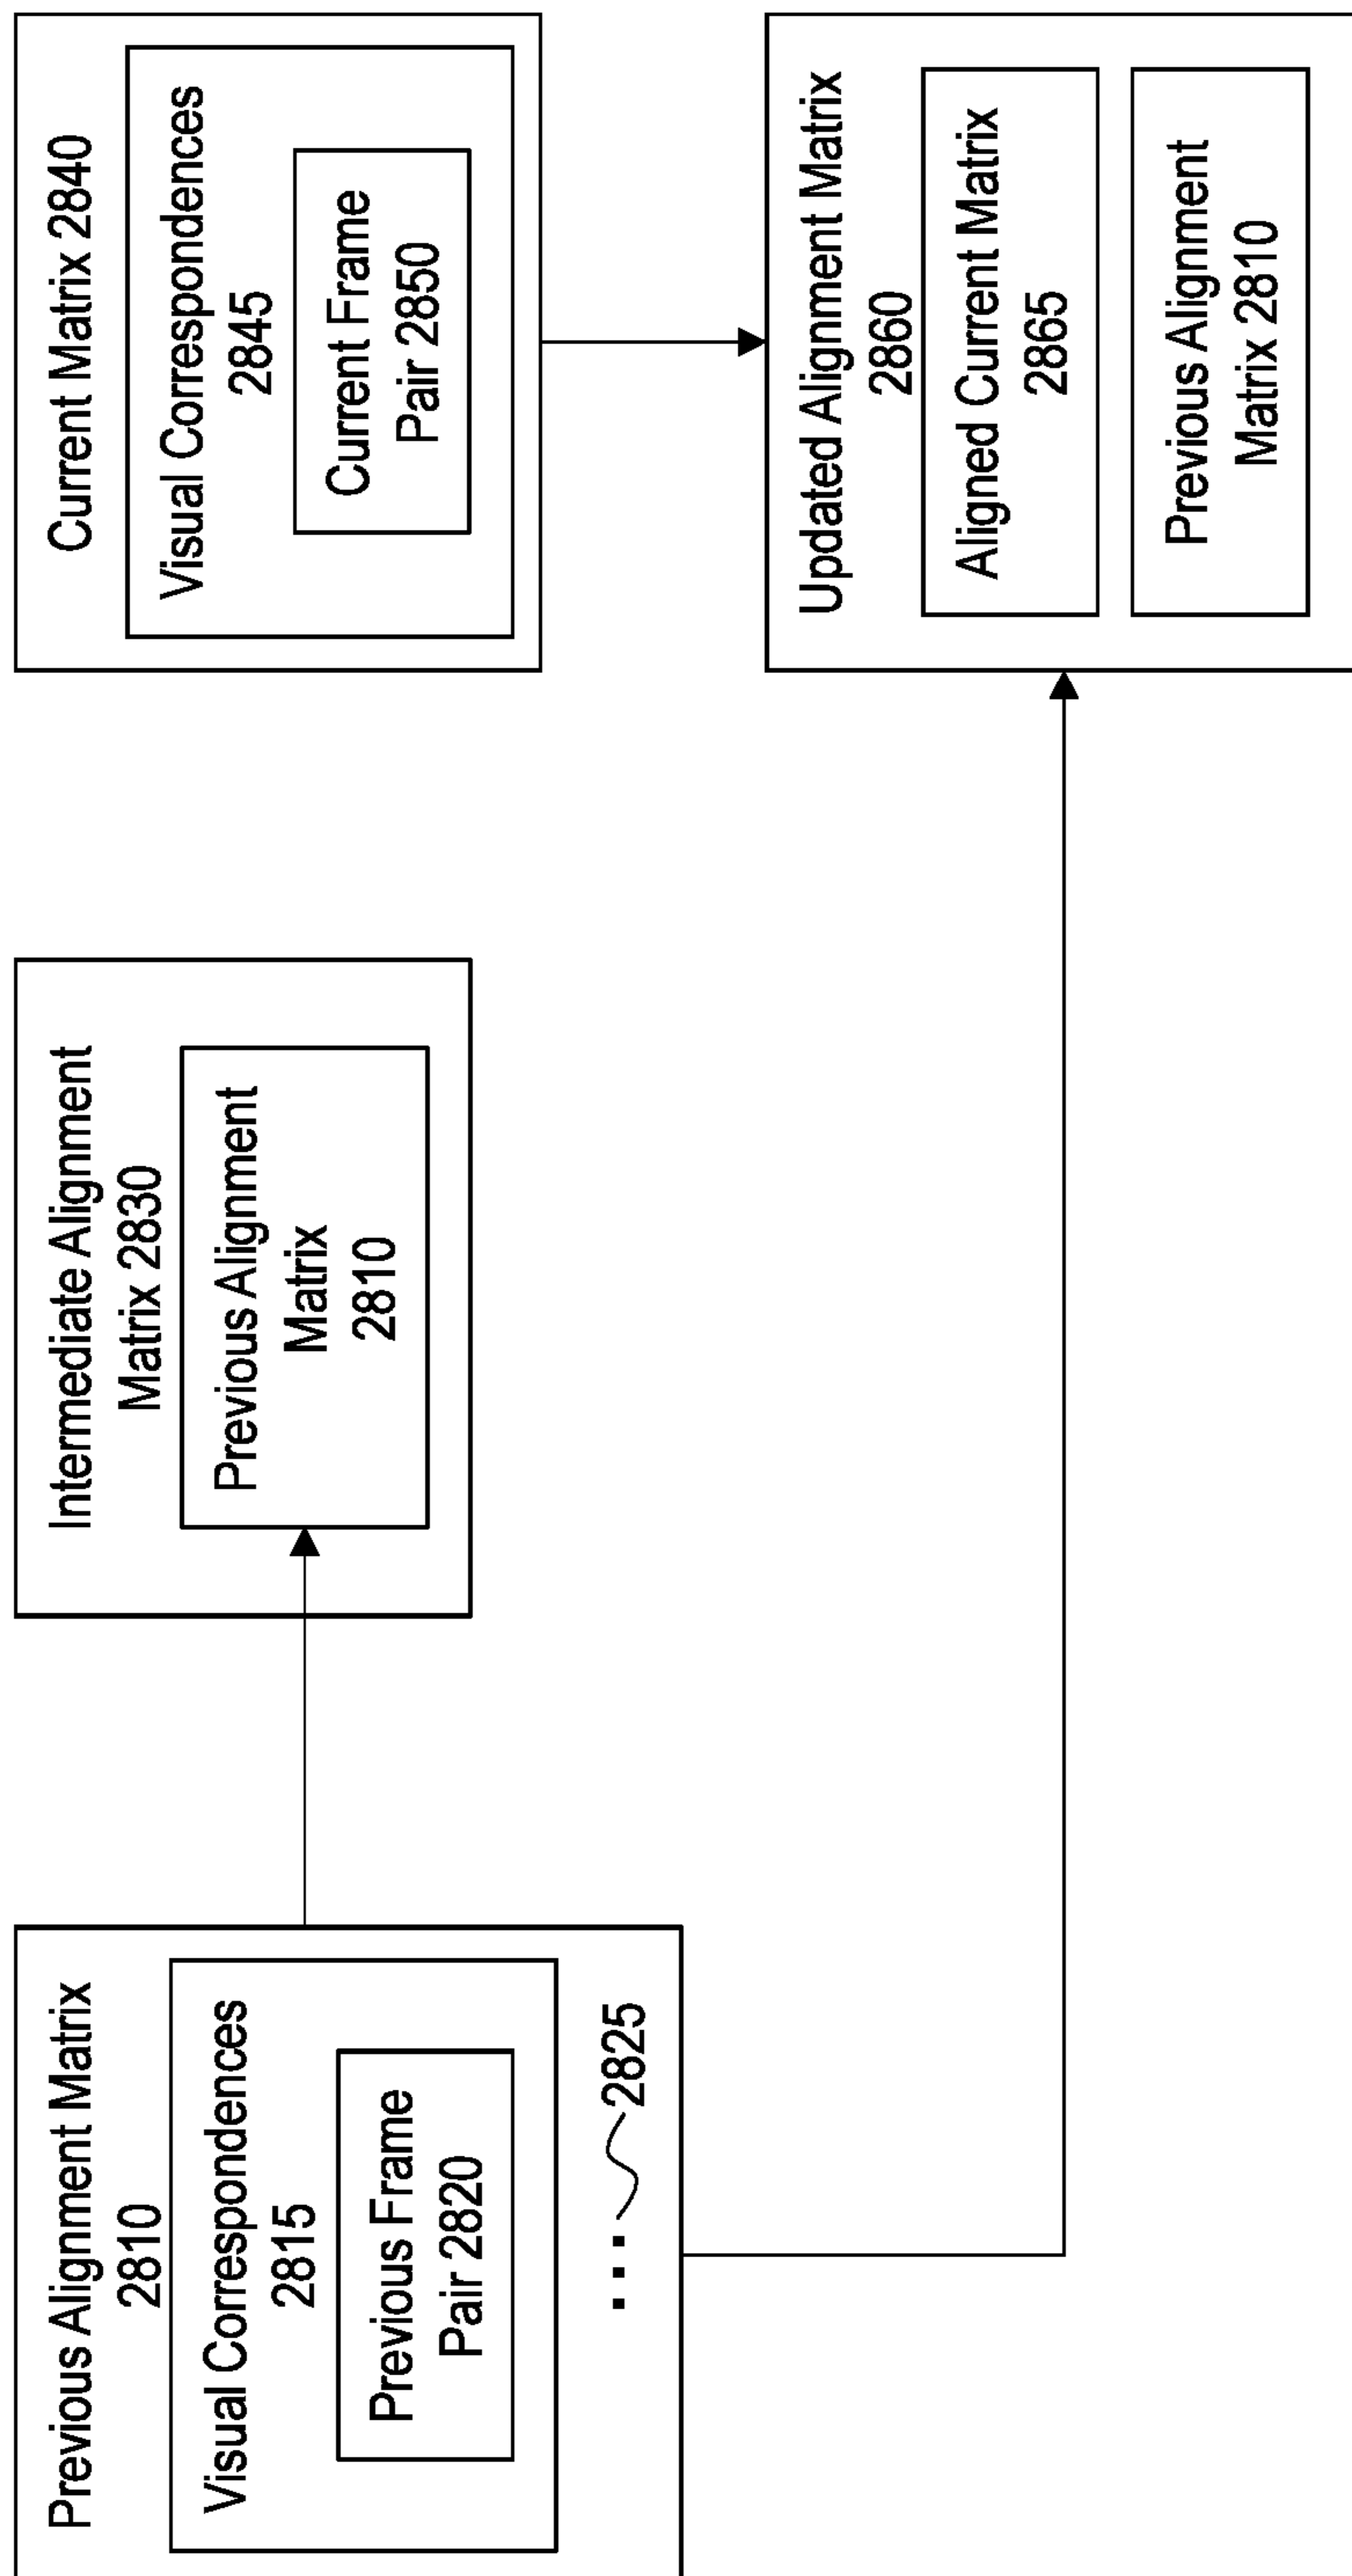 Previous Alignment Matrix
2810
Visual Correspondences
2815
Previous Frame
Pair 2820
2825
Intermediate Alignment
Matrix 2830
Previous Alignment
Matrix
2810
Current Matrix 2840
Visual Correspondences
2845
Current Frame
Pair 2850
Updated Alignment Matrix
2860
Aligned Current Matrix
2865
Previous Alignment
Matrix 2810